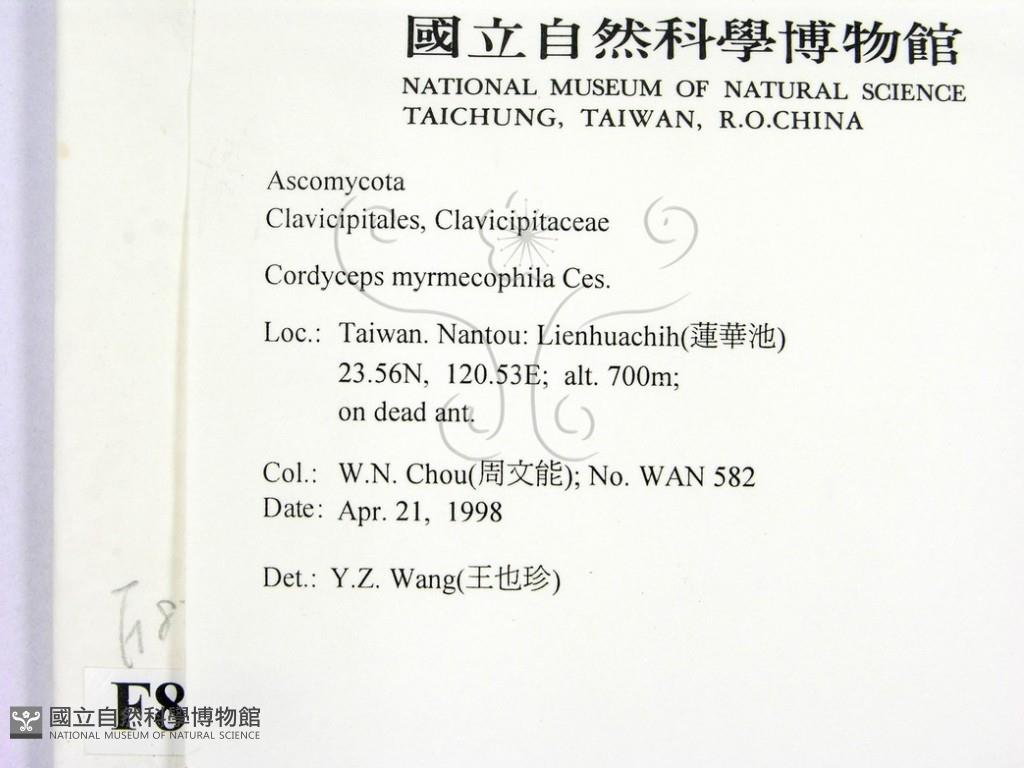 國立自然科學博物館
NATIONAL MUSEUM OF NATURAL SCIENCE
TAICHUNG, TAIWAN, R.O.CHINA
Ascomycota
Clavicipitales, Clavicipitaceae
Cordyceps myrmecophila Ces.
Loc.: Taiwan. Nantou: Lienhuachih(蓮華池)
23.56N, 120.53E; alt. 700m;
on dead ant.
Col.: W.N. Chou(周文能); No. WAN 582
Date: Apr. 21, 1998
Det.: Y.Z. Wang(王也珍)
F8
F8
國立自然科學博物館
NATIONAL MUSEUM OF NATURAL SCIENCE